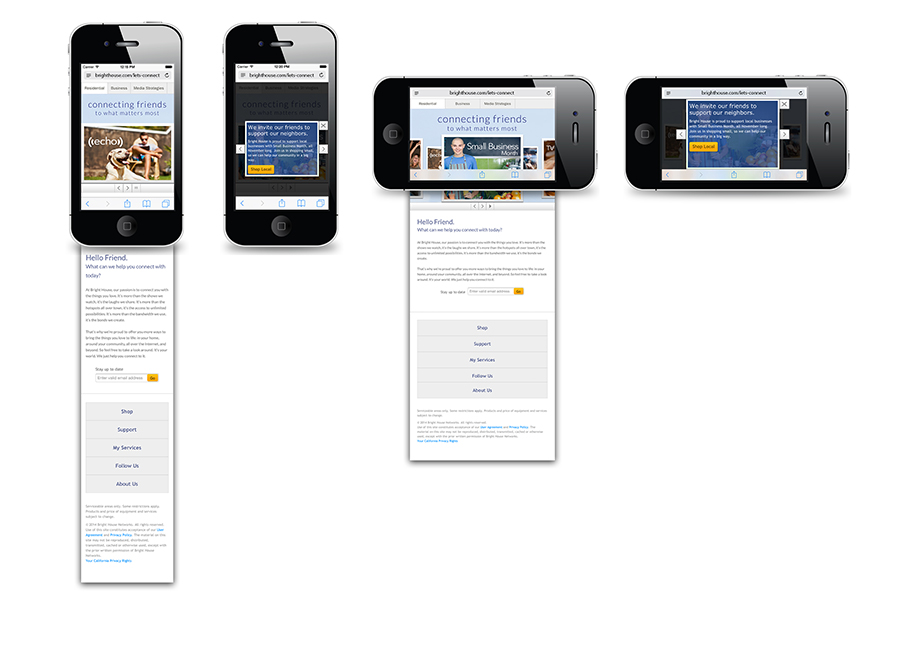 Carrier 12:15 PM
brighthouse.com/lets-connect
Residential Business Media Strategies
connecting friends
to what matters most
((echo))
Hello Friend.
What can we help you connect with
today?
At Bright House, our passion is to connect you with
the things you love. It's more than the shows we
watch, it's the laughs we share. It's more than the
hotspots all over town, it's the access to unlimited
possibilities. It's more than the bandwidth we use,
it's the bonds we create.
That's why we're proud to offer you more ways to
bring the things you love to life; in your home,
around your community, all over the Internet, and
beyond. So feel free to take a look around. It's your
world. We just help you connect to it.
Stay up to date!
Enter valid email address Go
Shop
Support
My Services
Follow Us
About Us
Serviceable areas only. Some restrictions apply.
Products and price of equipment and services
subject to change.
© 2014 Bright House Networks. All rights reserved.
Use of this site constitutes acceptance of our User
Agreement and Privacy Policy. The material on this
site may not be reproduced, distributed,
transmitted, cached or otherwise used, except with
the prior written permission of Bright House
Networks.
Your California Privacy Rights
Carrier 12:20 PM
brighthouse.com/lets-connect
Residential Business Media Strategies
connecting friends
to what matters most
We invite our friends to
support our neighbors.
Bright House is proud to support local businesses
with Small Business Month, all
November long. Join us in shopping small,
so we can help our community in a big way.
Shop Local
brighthouse.com/lets-connect
Residential Business Media Strategies
connecting friends
to what matters most
Small Business
Month
TV
Hello Friend.
What can we help you connect with today?
At Bright House, our passion is to connect you with the things you love. It's more than the
shows we watch, it's the laughs we share. It's more than the hotspots all over town, it's the
access to unlimited possibilities. It's more than the bandwidth we use, it's the bonds we
create.
That's why we're proud to offer you more ways to bring the things you love to life; in your
home, around your community, all over the Internet, and beyond. So feel free to take a look
around. It's your world. We just help you connect to it.
Stay up to date! Enter valid email address Go
Shop
Support
My Services
Follow Us
About Us
Serviceable areas only. Some restrictions apply. Products and price of equipment and services
subject to change.
© 2014 Bright House Networks. All rights reserved.
Use of this site constitutes acceptance of our User Agreement and Privacy Policy. The
material on this site may not be reproduced, distributed, transmitted, cached or otherwise
used, except with the prior written permission of Bright House Networks.
Your California Privacy Rights
brighthouse.com/lets-connect
We invite our friends to
support our neighbors.
Bright House is proud to support local businesses
with Small Business Month, all November long. Join
us in shopping small, so we can help our
community in a big way.
Shop Local